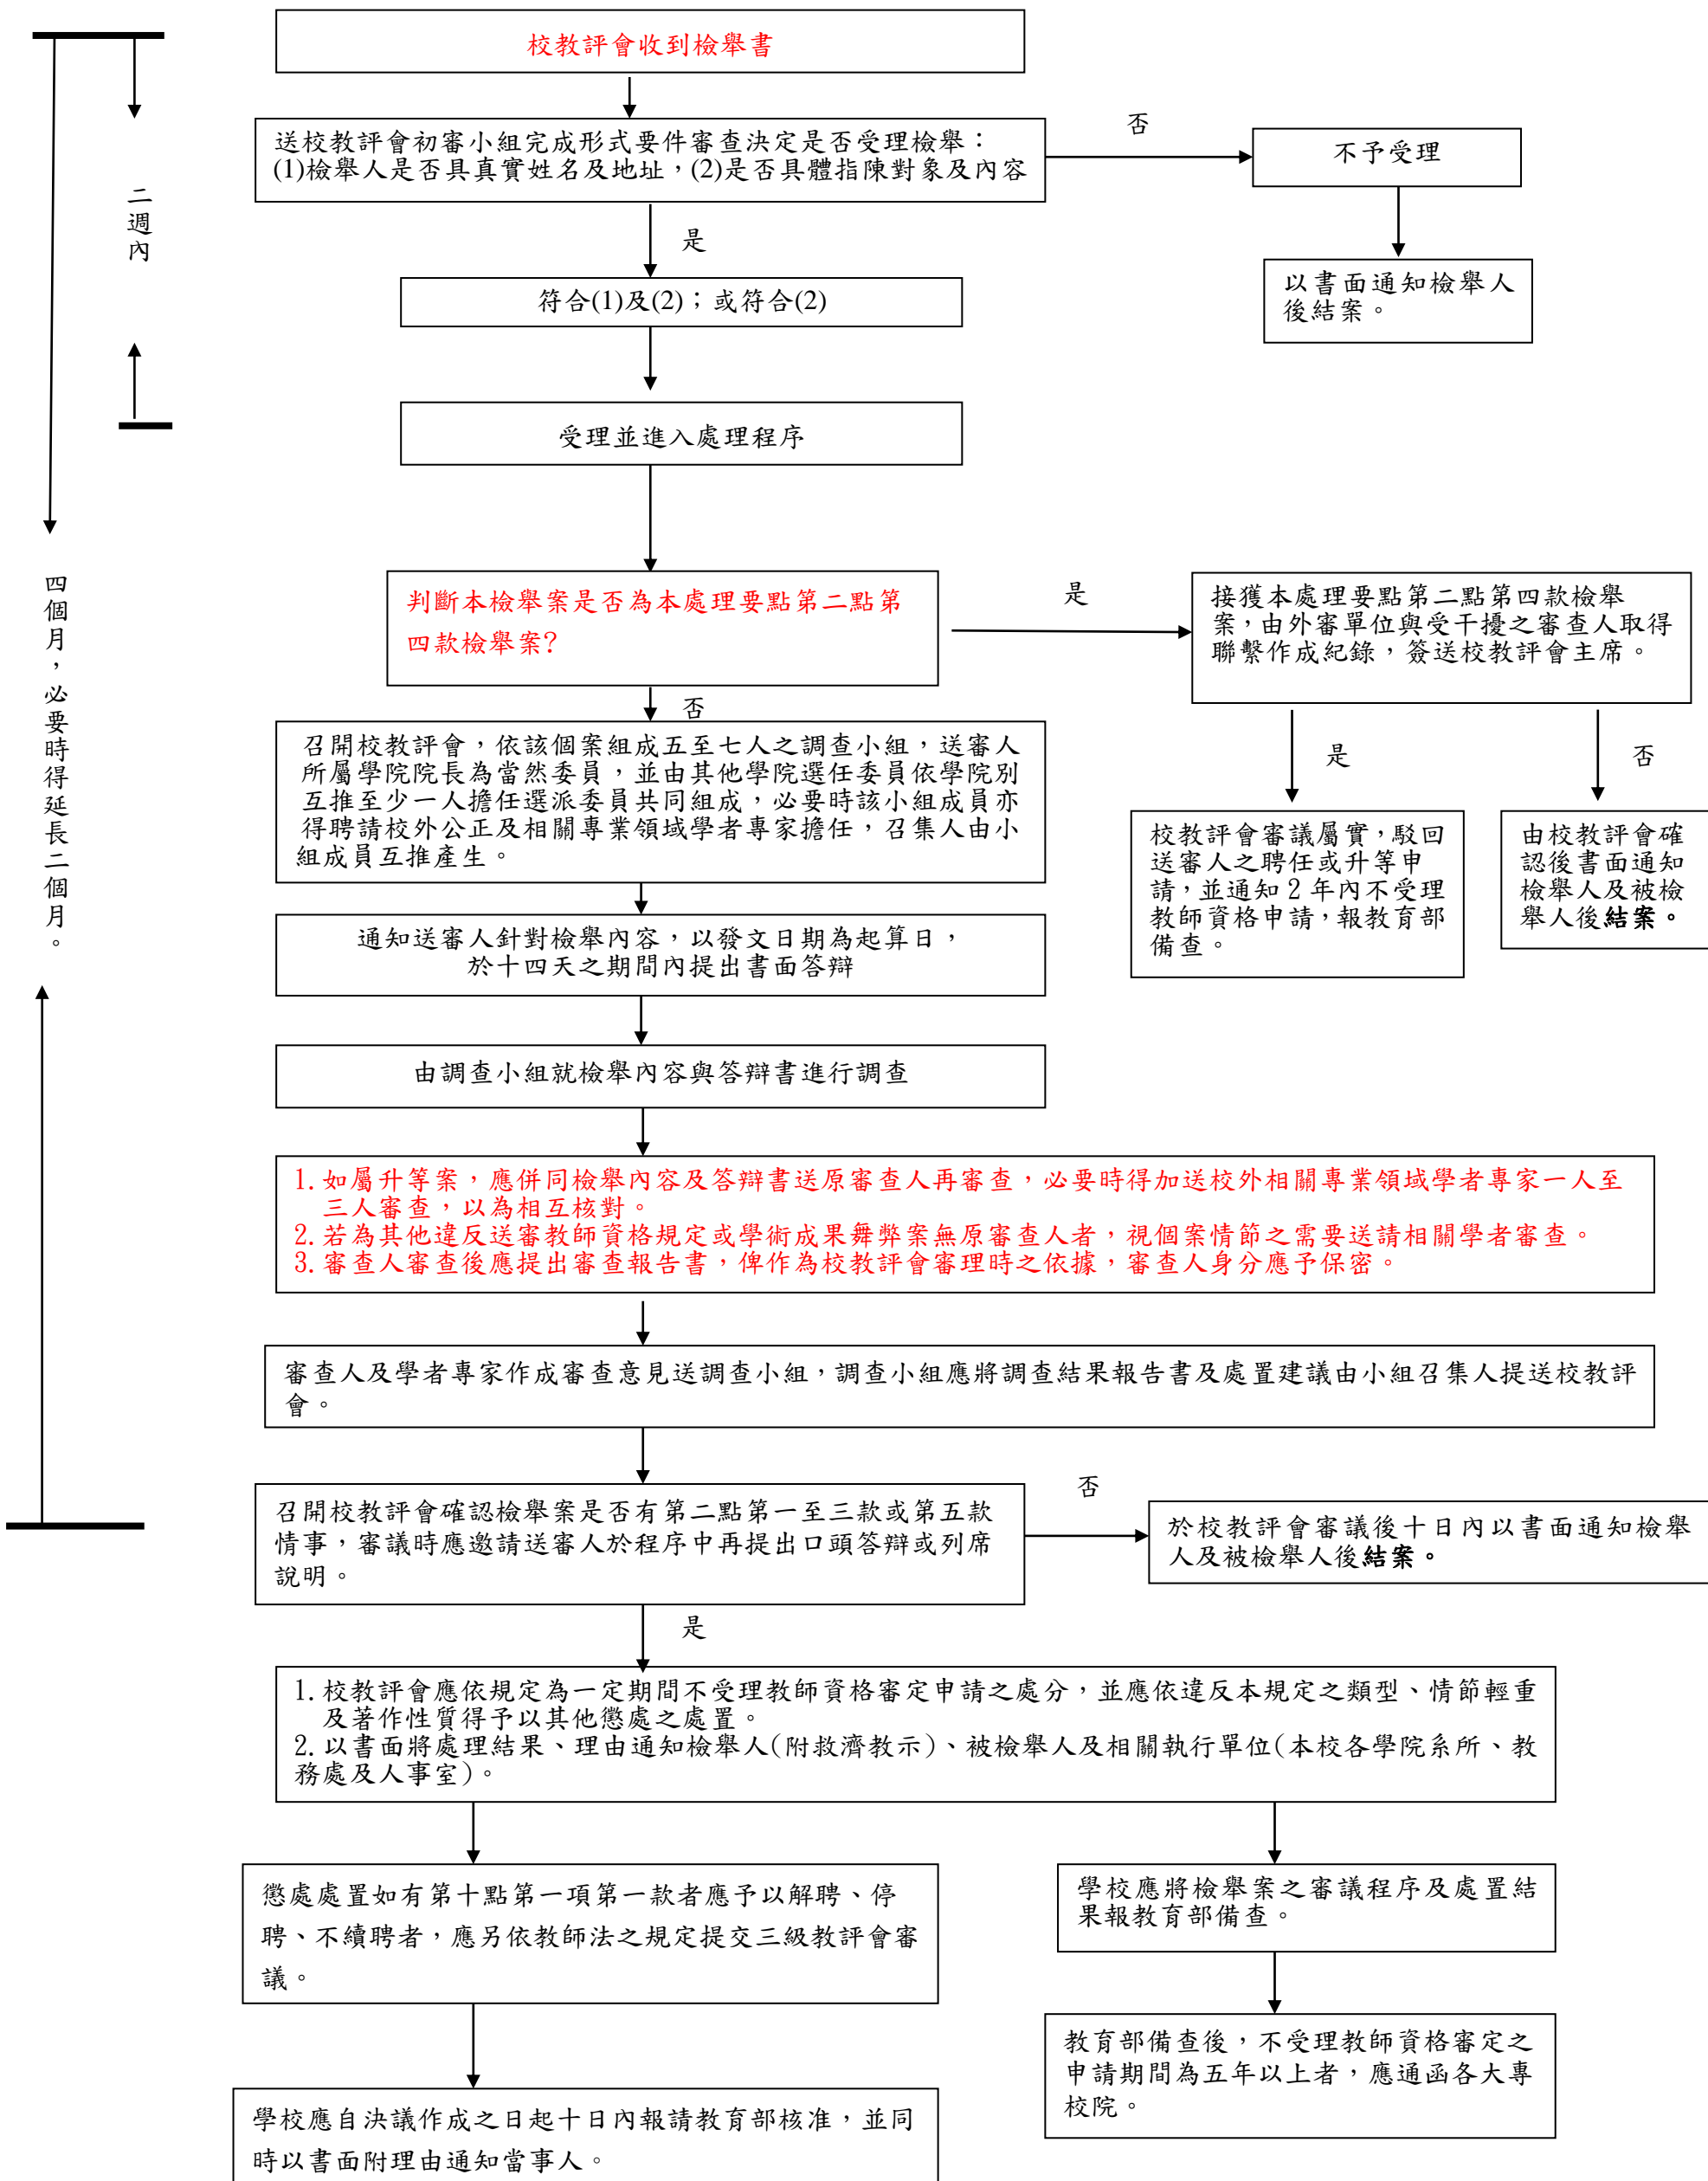 校教評會收到檢舉書
送校教評會初審小組完成形式要件審查決定是否受理檢舉：
(1)檢舉人是否具真實姓名及地址，(2)是否具體指陳對象及內容
否
不予受理
以書面通知檢舉人
後結案。
二週內
是
符合(1)及(2)；或符合(2)
受理並進入處理程序
四個月，必要時得延長二個月。
判斷本檢舉案是否為本處理要點第二點第
四款檢舉案?
是
接獲本處理要點第二點第四款檢舉
案，由外審單位與受干擾之審查人取得
聯繫作成紀錄，簽送校教評會主席。
否
是
否
召開校教評會，依該個案組成五至七人之調查小組，送審人
所屬學院院長為當然委員，並由其他學院選任委員依學院別
互推至少一人擔任選派委員共同組成，必要時該小組成員亦
得聘請校外公正及相關專業領域學者專家擔任，召集人由小
組成員互推產生。
校教評會審議屬實，駁回
送審人之聘任或升等申
請，並通知 2 年內不受理
教師資格申請，報教育部
備查。
由校教評會確
認後書面通知
檢舉人及被檢
舉人後結案。
通知送審人針對檢舉內容，以發文日期為起算日，
於十四天之期間內提出書面答辯
由調查小組就檢舉內容與答辯書進行調查
1. 如屬升等案，應併同檢舉內容及答辯書送原審查人再審查，必要時得加送校外相關專業領域學者專家一人至
三人審查，以為相互核對。
2. 若為其他違反送審教師資格規定或學術成果舞弊案無原審查人者，視個案情節之需要送請相關學者審查。
3. 審查人審查後應提出審查報告書，俾作為校教評會審理時之依據，審查人身分應予保密。
審查人及學者專家作成審查意見送調查小組，調查小組應將調查結果報告書及處置建議由小組召集人提送校教評
會。
召開校教評會確認檢舉案是否有第二點第一至三款或第五款
情事，審議時應邀請送審人於程序中再提出口頭答辯或列席
說明。
否
於校教評會審議後十日內以書面通知檢舉
人及被檢舉人後結案。
是
1. 校教評會應依規定為一定期間不受理教師資格審定申請之處分，並應依違反本規定之類型、情節輕重
及著作性質得予以其他懲處之處置。
2. 以書面將處理結果、理由通知檢舉人(附救濟教示)、被檢舉人及相關執行單位(本校各學院系所、教
務處及人事室)。
懲處處置如有第十點第一項第一款者應予以解聘、停
聘、不續聘者，應另依教師法之規定提交三級教評會審
議。
學校應將檢舉案之審議程序及處置結
果報教育部備查。
教育部備查後，不受理教師資格審定之
申請期間為五年以上者，應通函各大專
校院。
學校應自決議作成之日起十日內報請教育部核准，並同
時以書面附理由通知當事人。